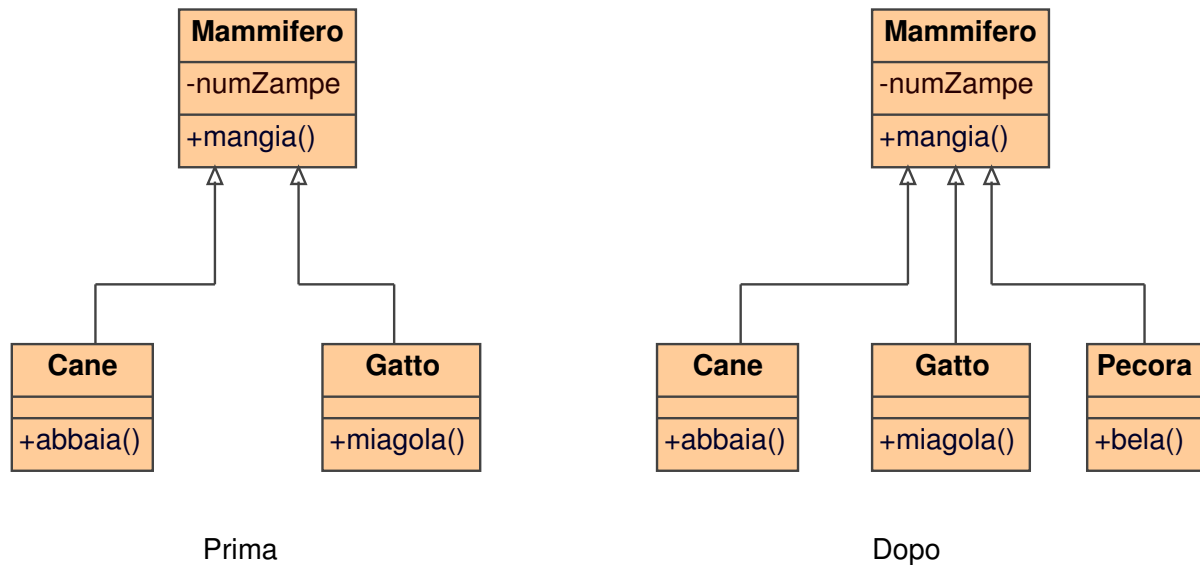 Mammifero
-numZampe
+mangia()
Cane
+abbaia()
Gatto
+miagola()
Prima
Mammifero
-numZampe
+mangia()
Cane
+abbaia()
Gatto
+miagola()
Pecora
+bela()
Dopo